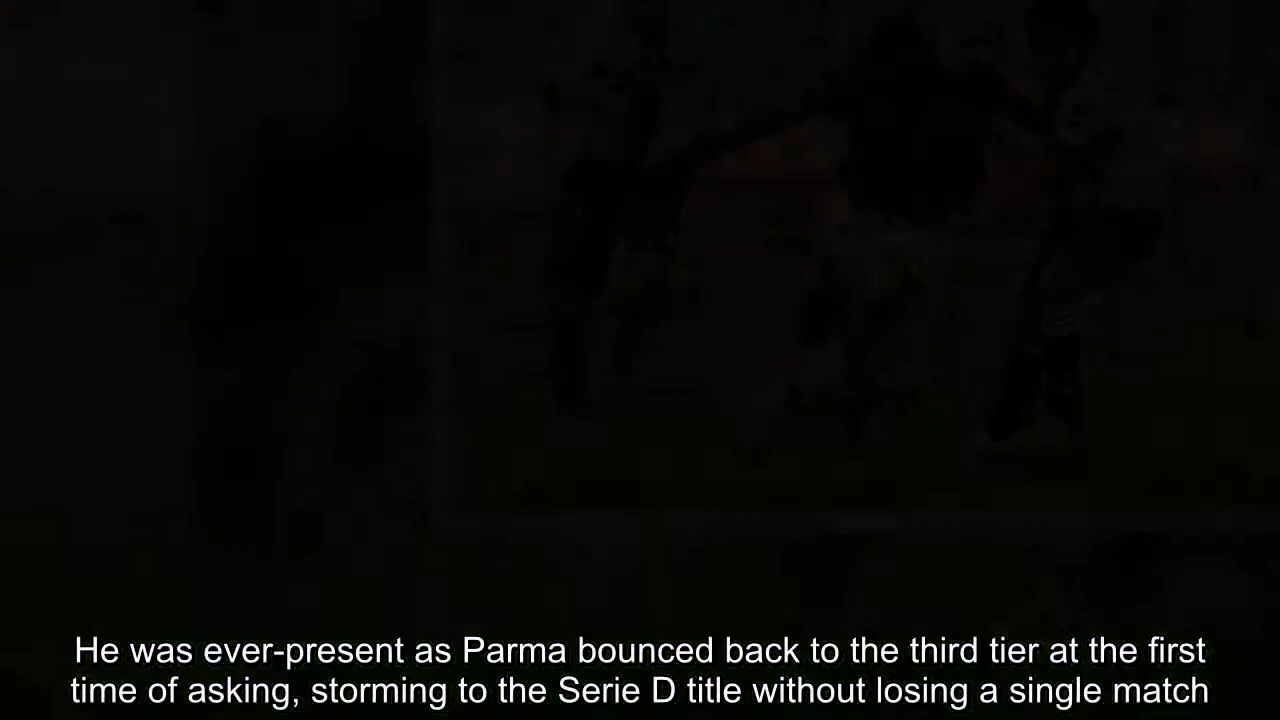 He was ever-present as Parma bounced back to the third tier at the first
time of asking, storming to the Serie D title without losing a single match